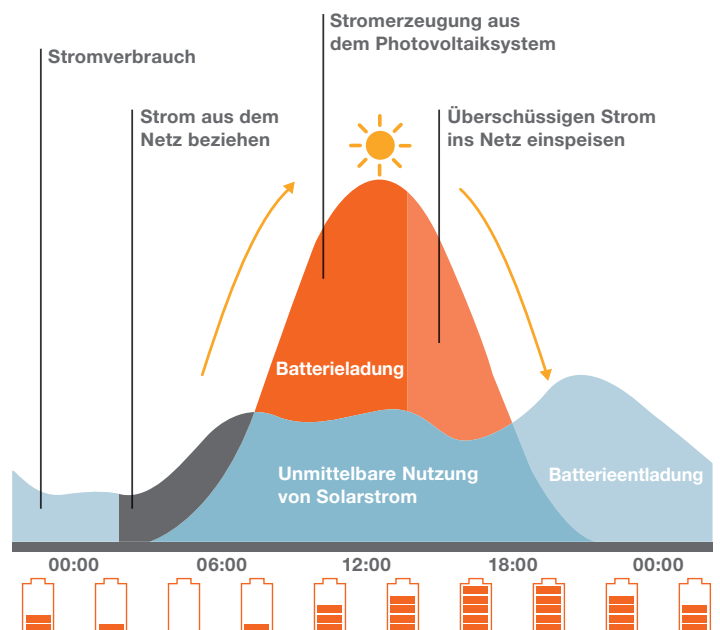 Stromerzeugung aus
dem Photovoltaiksystem
Stromverbrauch
Strom aus dem
Netz beziehen
Überschüssigen Strom
ins Netz einspeisen
Batterieladung
Unmittelbare Nutzung
von Solarstrom
Batterieentladung
00:00 06:00 12:00 18:00 00:00